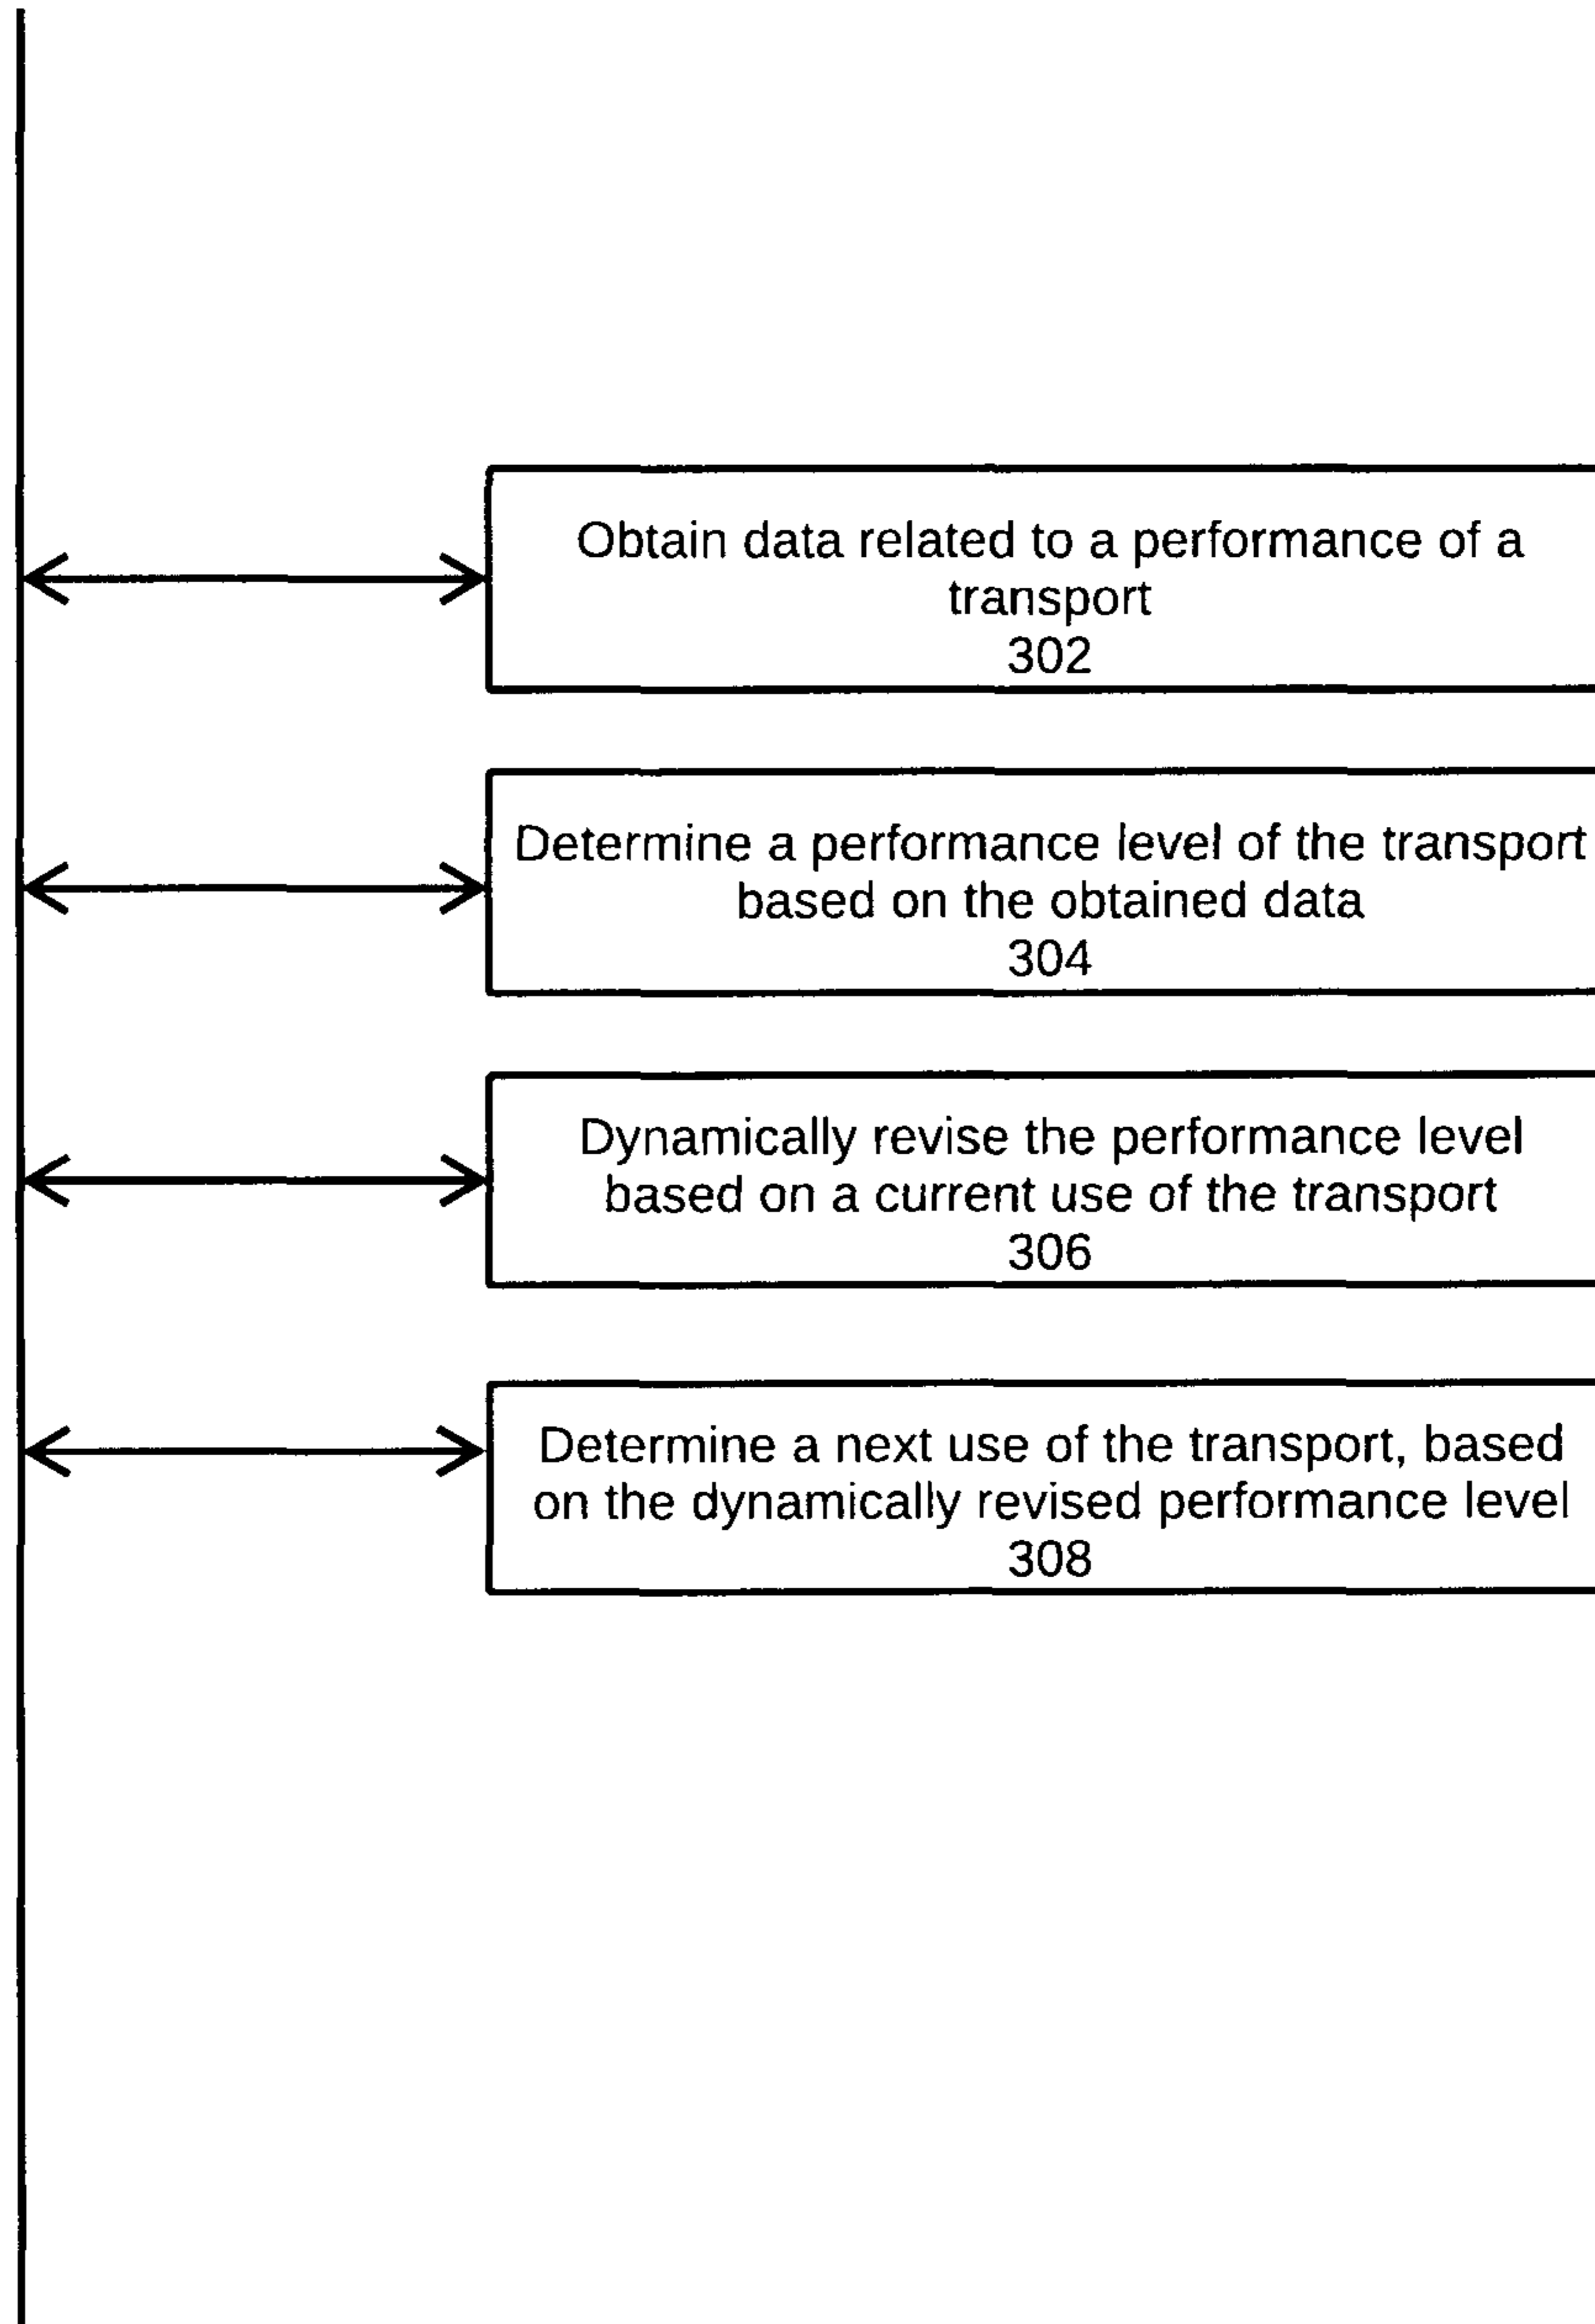 Obtain data related to a performance of a
transport
302
Determine a performance level of the transport
based on the obtained data
304
Dynamically revise the performance level
based on a current use of the transport
306
Determine a next use of the transport, based
on the dynamically revised performance level
308